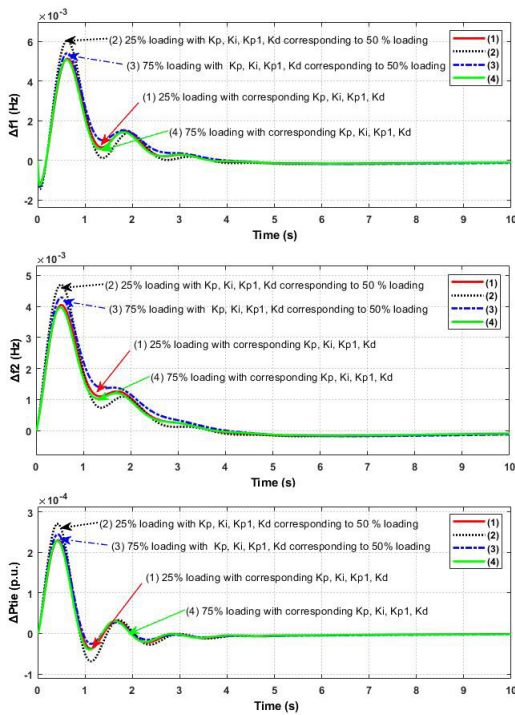 ×10⁻³
6
4
2
0
-2
Δf1 (Hz)
(2) 25% loading with Kp, Ki, Kp1, Kd corresponding to 50 % loading
(3) 75% loading with Kp, Ki, Kp1, Kd corresponding to 50% loading
(1) 25% loading with corresponding Kp, Ki, Kp1, Kd
(4) 75% loading with corresponding Kp, Ki, Kp1, Kd
(1)
(2)
(3)
(4)
0 1 2 3 4 5 6 7 8 9 10
Time (s)
×10⁻³
5
4
3
2
1
0
Δf2 (Hz)
(2) 25% loading with Kp, Ki, Kp1, Kd corresponding to 50 % loading
(3) 75% loading with Kp, Ki, Kp1, Kd corresponding to 50% loading
(1) 25% loading with corresponding Kp, Ki, Kp1, Kd
(4) 75% loading with corresponding Kp, Ki, Kp1, Kd
(1)
(2)
(3)
(4)
0 1 2 3 4 5 6 7 8 9 10
Time (s)
×10⁻⁴
3
2
1
0
-1
ΔPtie (p.u.)
(2) 25% loading with Kp, Ki, Kp1, Kd corresponding to 50 % loading
(3) 75% loading with Kp, Ki, Kp1, Kd corresponding to 50% loading
(1) 25% loading with corresponding Kp, Ki, Kp1, Kd
(4) 75% loading with corresponding Kp, Ki, Kp1, Kd
(1)
(2)
(3)
(4)
0 1 2 3 4 5 6 7 8 9 10
Time (s)